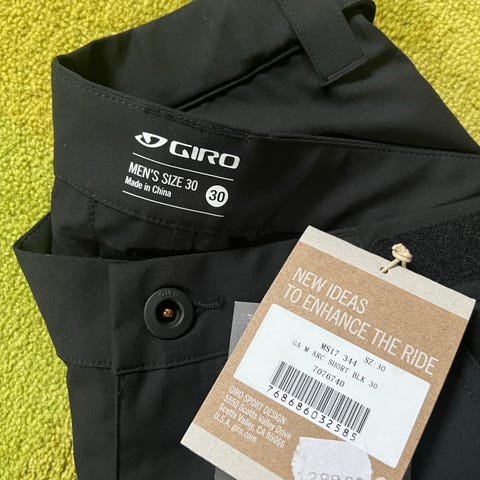 GIRO
MEN'S SIZE 30
Made in China
30
GIRO
NEW IDEAS
TO ENHANCE THE RIDE
MS17 344 SZ.30
GA M ARC SHORT BLK 30
7076740
768686032585
GIRO SPORT DESIGN
5550 Scotts Valley Drive
Scotts Valley, CA 95066
U.S.A. giro.com